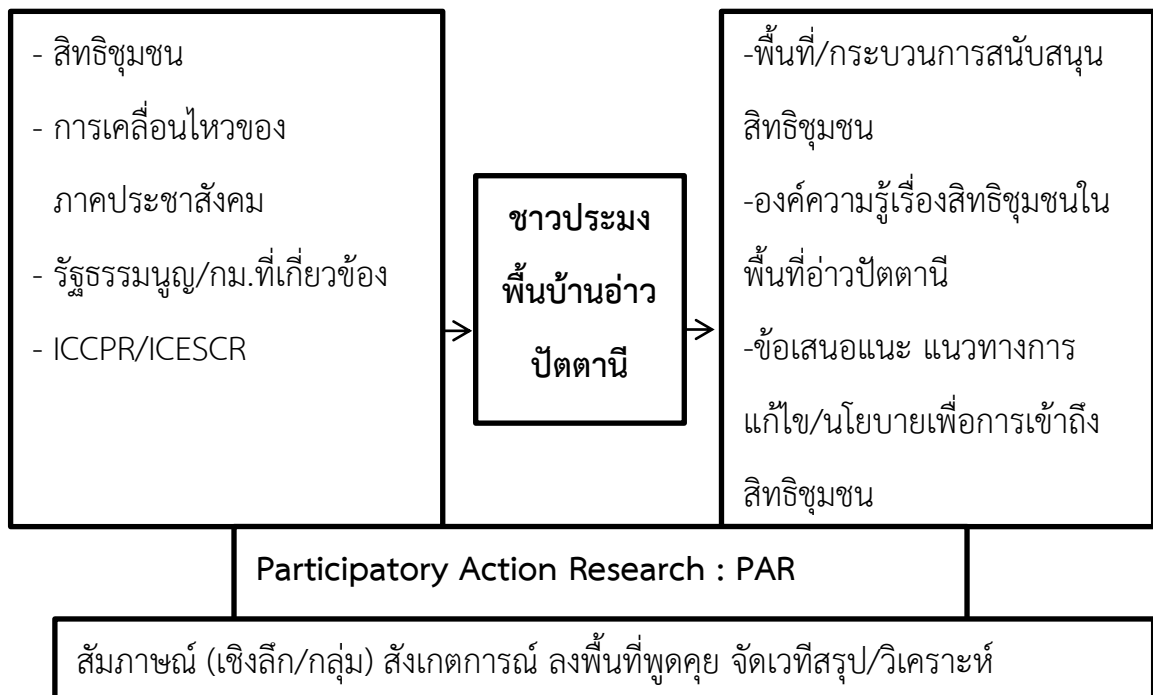 - สิทธิชุมชน
- การเคลื่อนไหวของ
ภาคประชาสังคม
- รัฐธรรมนูญ/กม.ที่เกี่ยวข้อง
- ICCPR/ICESCR
ชาวประมง
พื้นบ้านอ่าว
ปัตตานี
-พื้นที่/กระบวนการสนับสนุน
สิทธิชุมชน
-องค์ความรู้เรื่องสิทธิชุมชนใน
พื้นที่อ่าวปัตตานี
-ข้อเสนอแนะ แนวทางการ
แก้ไข/นโยบายเพื่อการเข้าถึง
สิทธิชุมชน
Participatory Action Research : PAR
สัมภาษณ์ (เชิงลึก/กลุ่ม) สังเกตการณ์ ลงพื้นที่พูดคุย จัดเวทีสรุป/วิเคราะห์